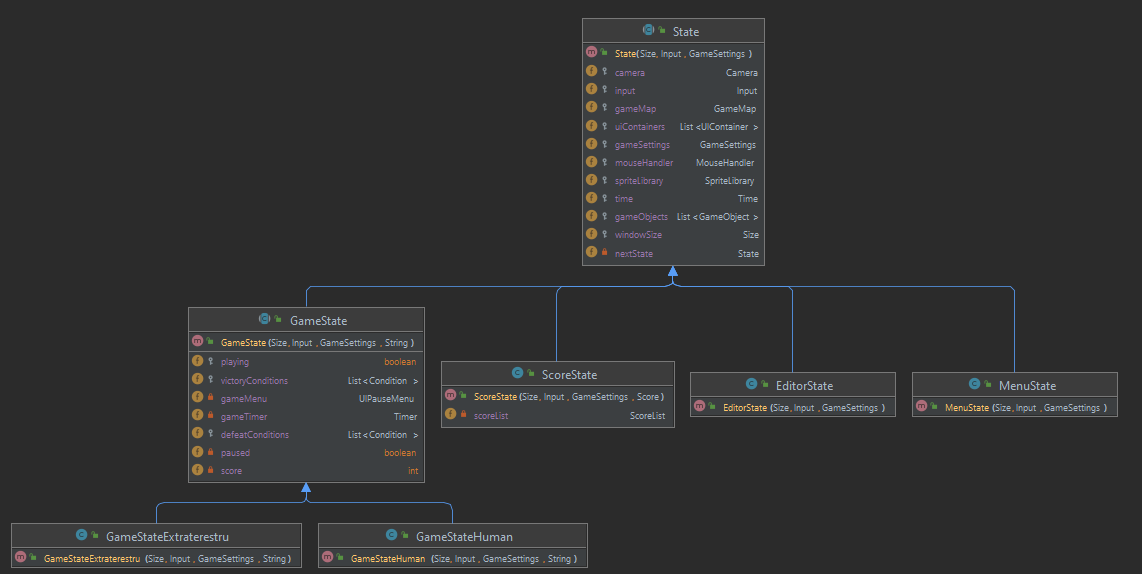 State
State(Size, Input , GameSettings )
camera Camera
input Input
gameMap GameMap
uiContainers List <UIContainer >
gameSettings GameSettings
mouseHandler MouseHandler
spriteLibrary SpriteLibrary
time Time
gameObjects List <GameObject >
windowSize Size
nextState State
GameState
GameState (Size, Input , GameSettings , String )
playing boolean
victoryConditions List <Condition >
gameMenu UIPauseMenu
gameTimer Timer
defeatConditions List <Condition >
paused boolean
score int
ScoreState
ScoreState (Size, Input , GameSettings , Score )
scoreList ScoreList
EditorState
EditorState (Size, Input , GameSettings )
MenuState
MenuState (Size, Input , GameSettings )
GameStateExtraterestru
GameStateExtraterestru (Size, Input , GameSettings , String )
GameStateHuman
GameStateHuman (Size, Input , GameSettings , String )